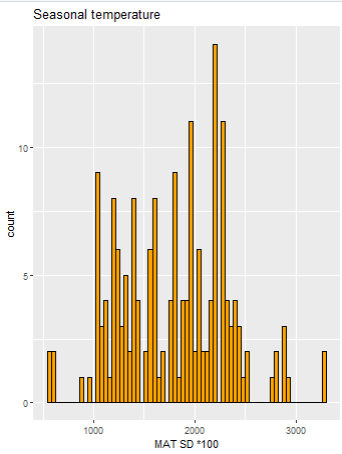 Seasonal temperature
10
5
0
count
1000 2000 3000
MAT SD *100